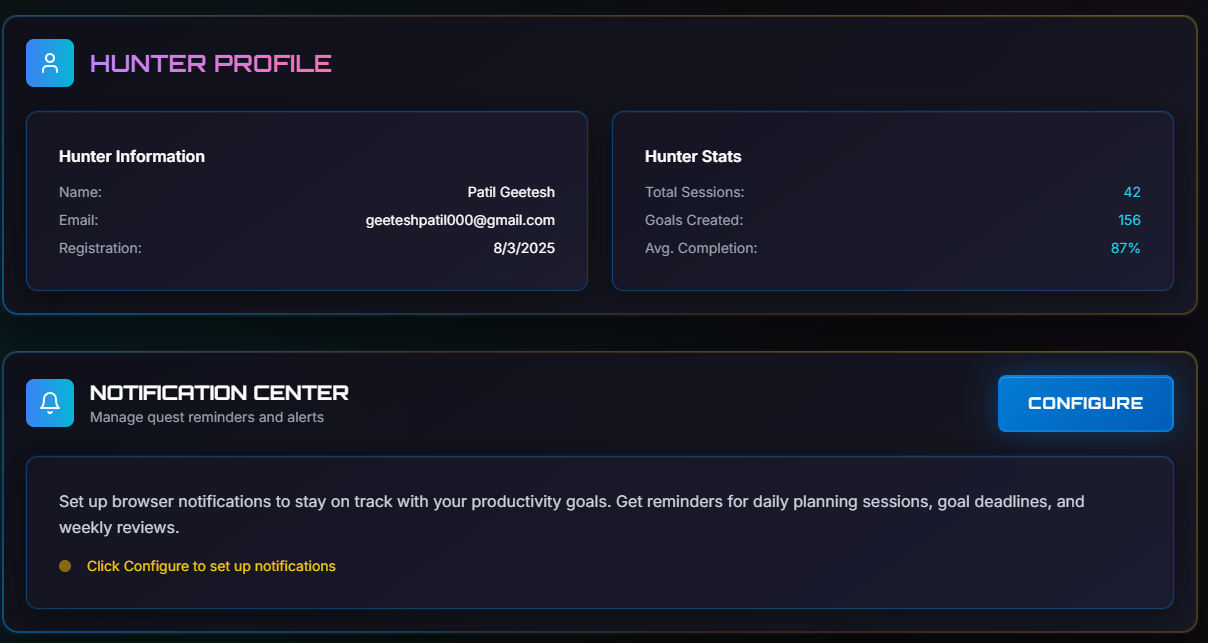 HUNTER PROFILE
Hunter Information
Name: Patil Geetesh
Email: geeteshpatil000@gmail.com
Registration: 8/3/2025
Hunter Stats
Total Sessions: 42
Goals Created: 156
Avg. Completion: 87%
NOTIFICATION CENTER
Manage quest reminders and alerts
CONFIGURE
Set up browser notifications to stay on track with your productivity goals. Get reminders for daily planning sessions, goal deadlines, and
weekly reviews.
Click Configure to set up notifications